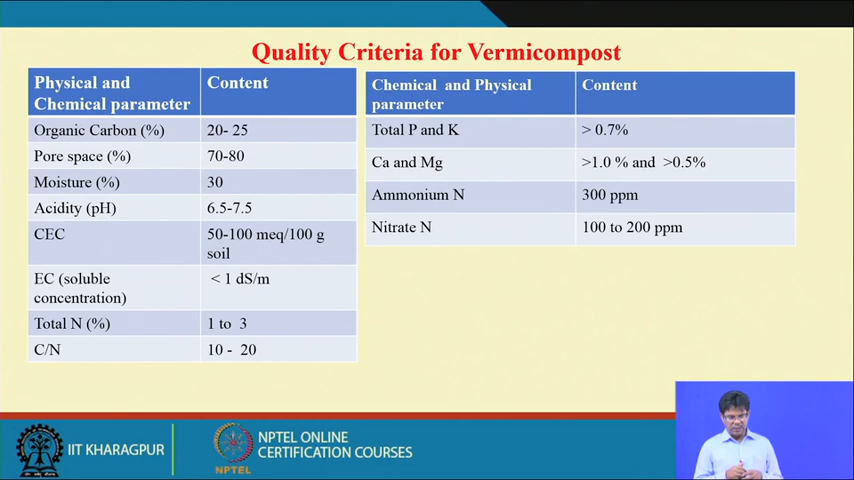 Quality Criteria for Vermicompost
Physical and Chemical parameter Content
Organic Carbon (%) 20- 25
Pore space (%) 70-80
Moisture (%) 30
Acidity (pH) 6.5-7.5
CEC 50-100 meq/100 g soil
EC (soluble concentration) < 1 dS/m
Total N (%) 1 to 3
C/N 10 - 20
Chemical and Physical parameter Content
Total P and K > 0.7%
Ca and Mg >1.0 % and >0.5%
Ammonium N 300 ppm
Nitrate N 100 to 200 ppm
IIT KHARAGPUR
NPTEL
NPTEL ONLINE
CERTIFICATION COURSES